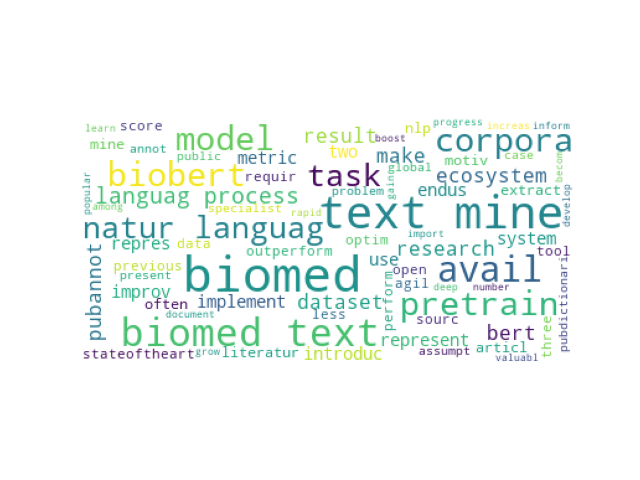 learn score model result nlp progress increas inform
mine annot public metric two boost make corpora
biobert task problem global motiv case becom
popular languag process requir gaining endus ecosystem extract develop
among natur languag specialist rapid text mine
pubannot repres data outperform optim import research system tool
previous present biomed use open avail
improv often implement dataset agil deep number pubdictionari
document less perform sourc pretrain
biomed text represent bert three
stateoftheart grow literatur introduc assumpt articl valuabl